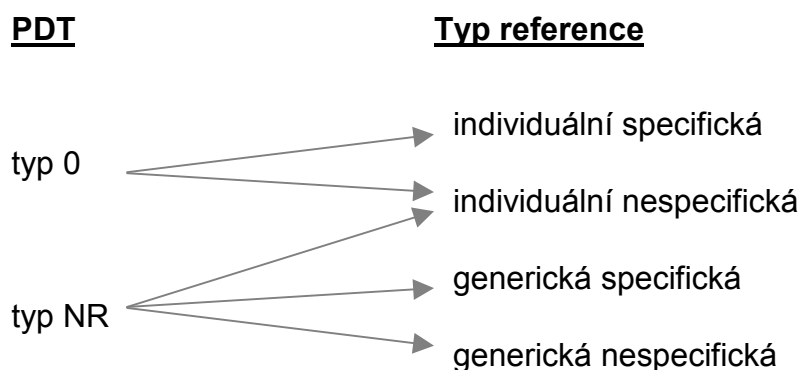 PDT
Typ reference
individuální specifická
typ 0
individuální nespecifická
generická specifická
typ NR
generická nespecifická